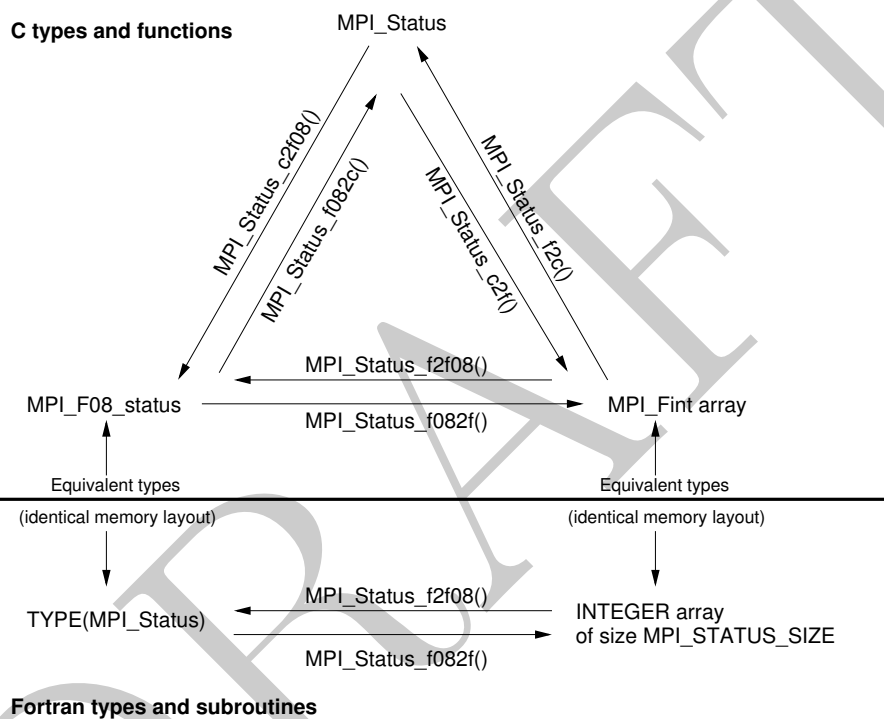 C types and functions
MPI_Status
MPI_Status_c2f08()
MPI_Status_f082c()
MPI_Status_c2f()
MPI_Status_f2c()
MPI_Status_f2f08()
MPI_F08_status
MPI_Fint array
MPI_Status_f082f()
Equivalent types
Equivalent types
(identical memory layout)
(identical memory layout)
MPI_Status_f2f08()
TYPE(MPI_Status)
INTEGER array
of size MPI_STATUS_SIZE
MPI_Status_f082f()
Fortran types and subroutines
DRAFT